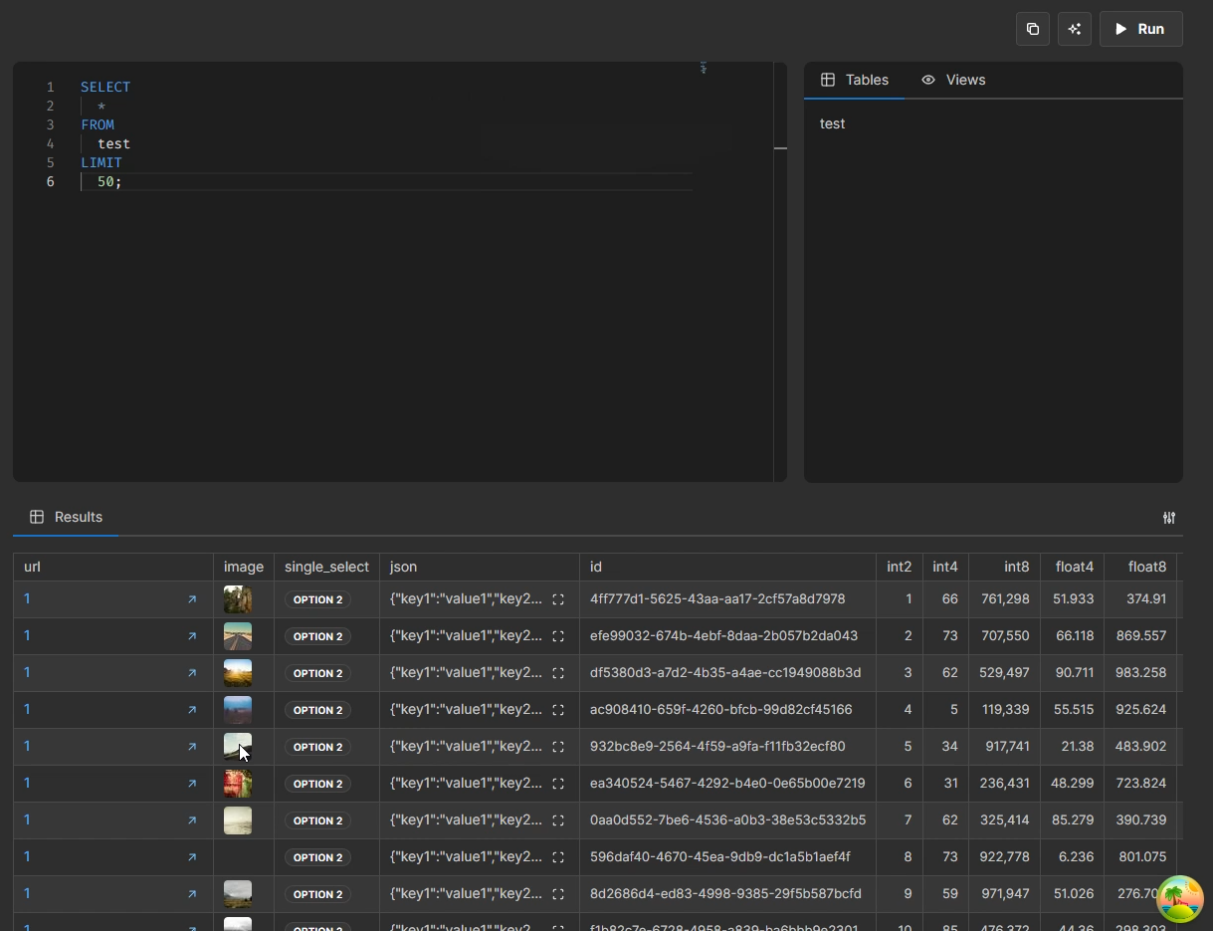 Run
1 SELECT
2 *
3 FROM
4 test
5 LIMIT
6 50;
Tables Views
test
Results
url image single_select json id int2 int4 int8 float4 float8
1 OPTION 2 {"key1":"value1","key2... 4ff777d1-5625-43aa-aa17-2cf57a8d7978 1 66 761,298 51.933 374.91
1 OPTION 2 {"key1":"value1","key2... efe99032-674b-4ebf-8daa-2b057b2da043 2 73 707,550 66.118 869.557
1 OPTION 2 {"key1":"value1","key2... df5380d3-a7d2-4b35-a4ae-cc1949088b3d 3 62 529,497 90.711 983.258
1 OPTION 2 {"key1":"value1","key2... ac908410-659f-4260-bfcb-99d82cf45166 4 5 119,339 55.515 925.624
1 OPTION 2 {"key1":"value1","key2... 932bc8e9-2564-4f59-a9fa-f11fb32ecf80 5 34 917,741 21.38 483.902
1 OPTION 2 {"key1":"value1","key2... ea340524-5467-4292-b4e0-0e65b00e7219 6 31 236,431 48.299 723.824
1 OPTION 2 {"key1":"value1","key2... 0aa0d552-7be6-4536-a0b3-38e53c5332b5 7 62 325,414 85.279 390.739
1 OPTION 2 {"key1":"value1","key2... 596daf40-4670-45ea-9db9-dc1a5b1aef4f 8 73 922,778 6.236 801.075
1 OPTION 2 {"key1":"value1","key2... 8d2686d4-ed83-4998-9385-29f5b587bcfd 9 59 971,947 51.026
1 OPTION 2 {"key1":"value1","key2... 10 85 476,372 44.36 298.303